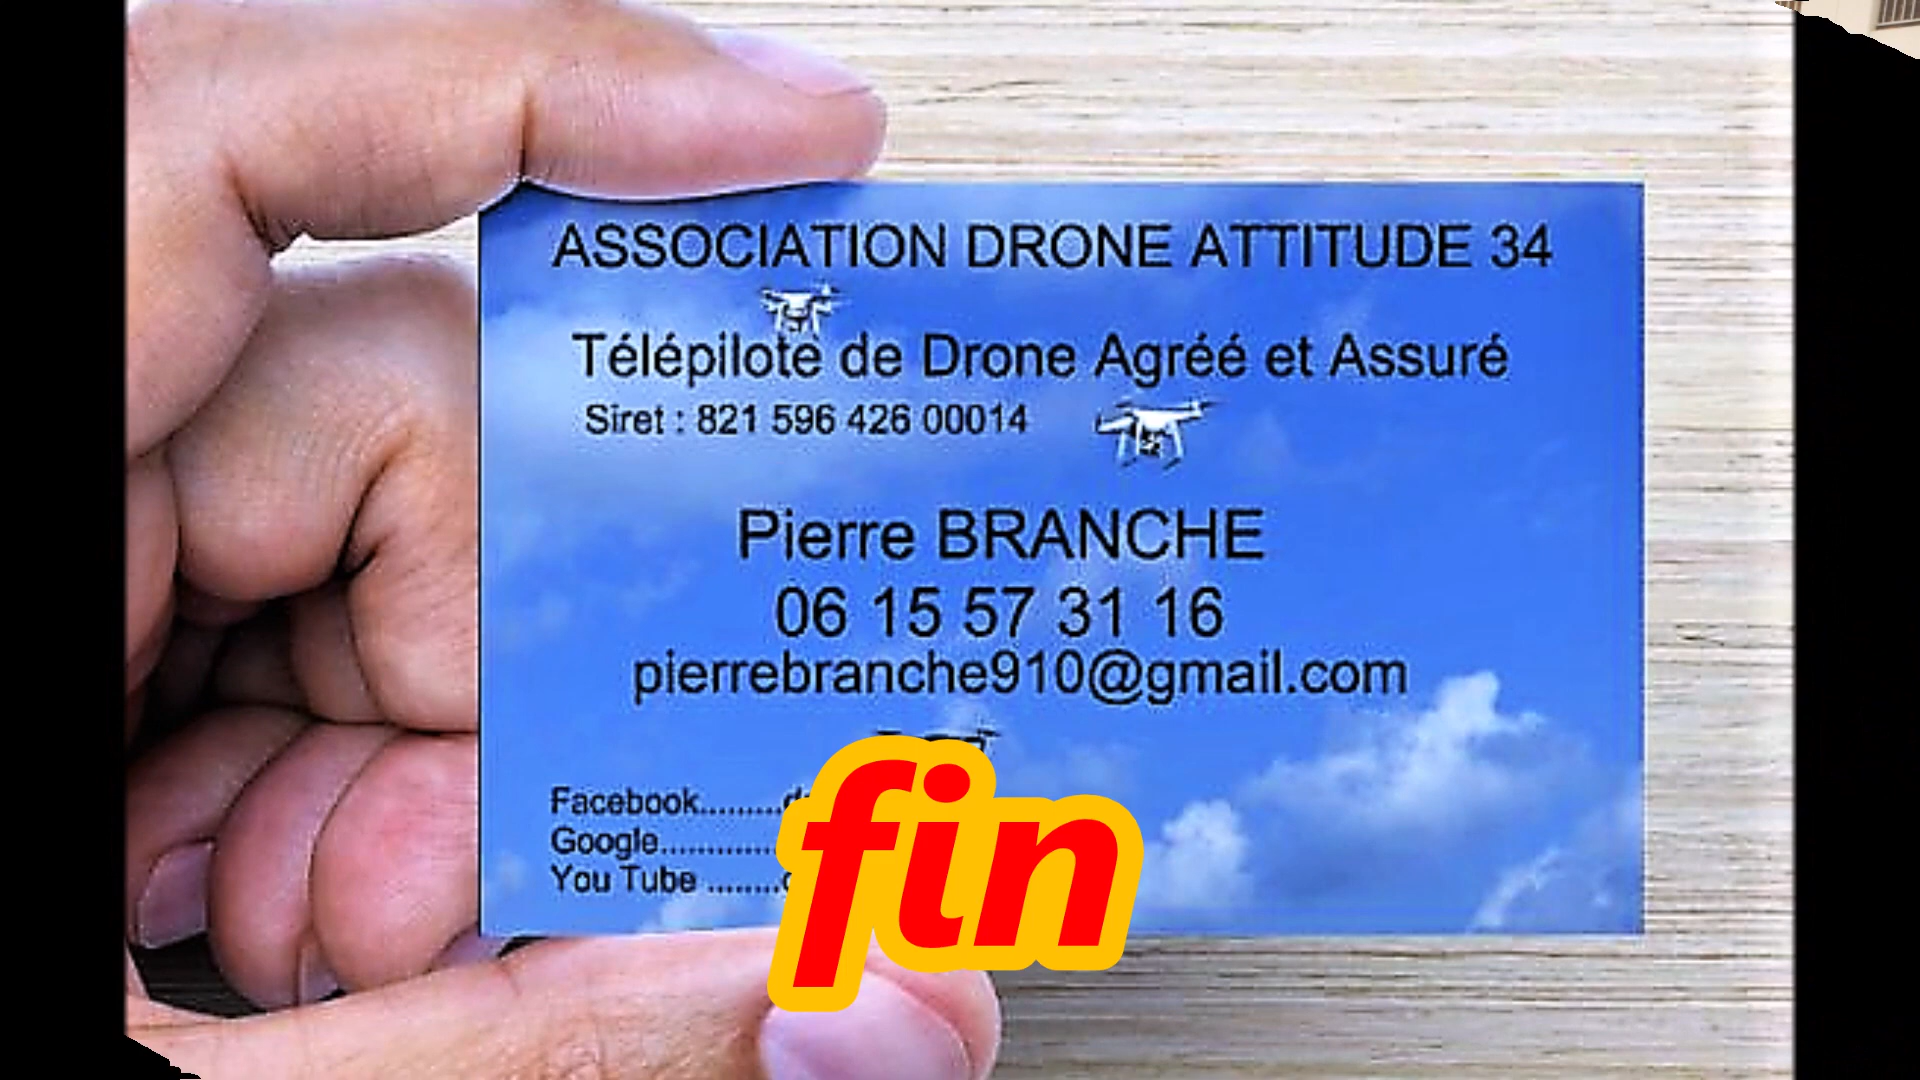 ASSOCIATION DRONE ATTITUDE 34
Télépilote de Drone Agréé et Assuré
Siret : 821 596 426 00014
Pierre BRANCHE
06 15 57 31 16
pierrebranche910@gmail.com
Facebook.........
Google.............
You Tube ........
fin